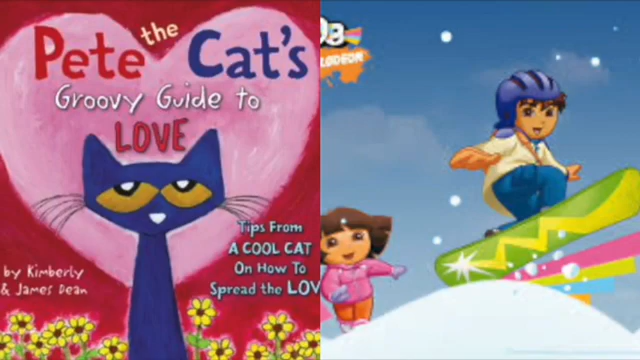 Pete the Cat's
Groovy Guide to
LOVE
Tips From
A COOL CAT
On How To
Spread the LOV
by Kimberly
& James Dean